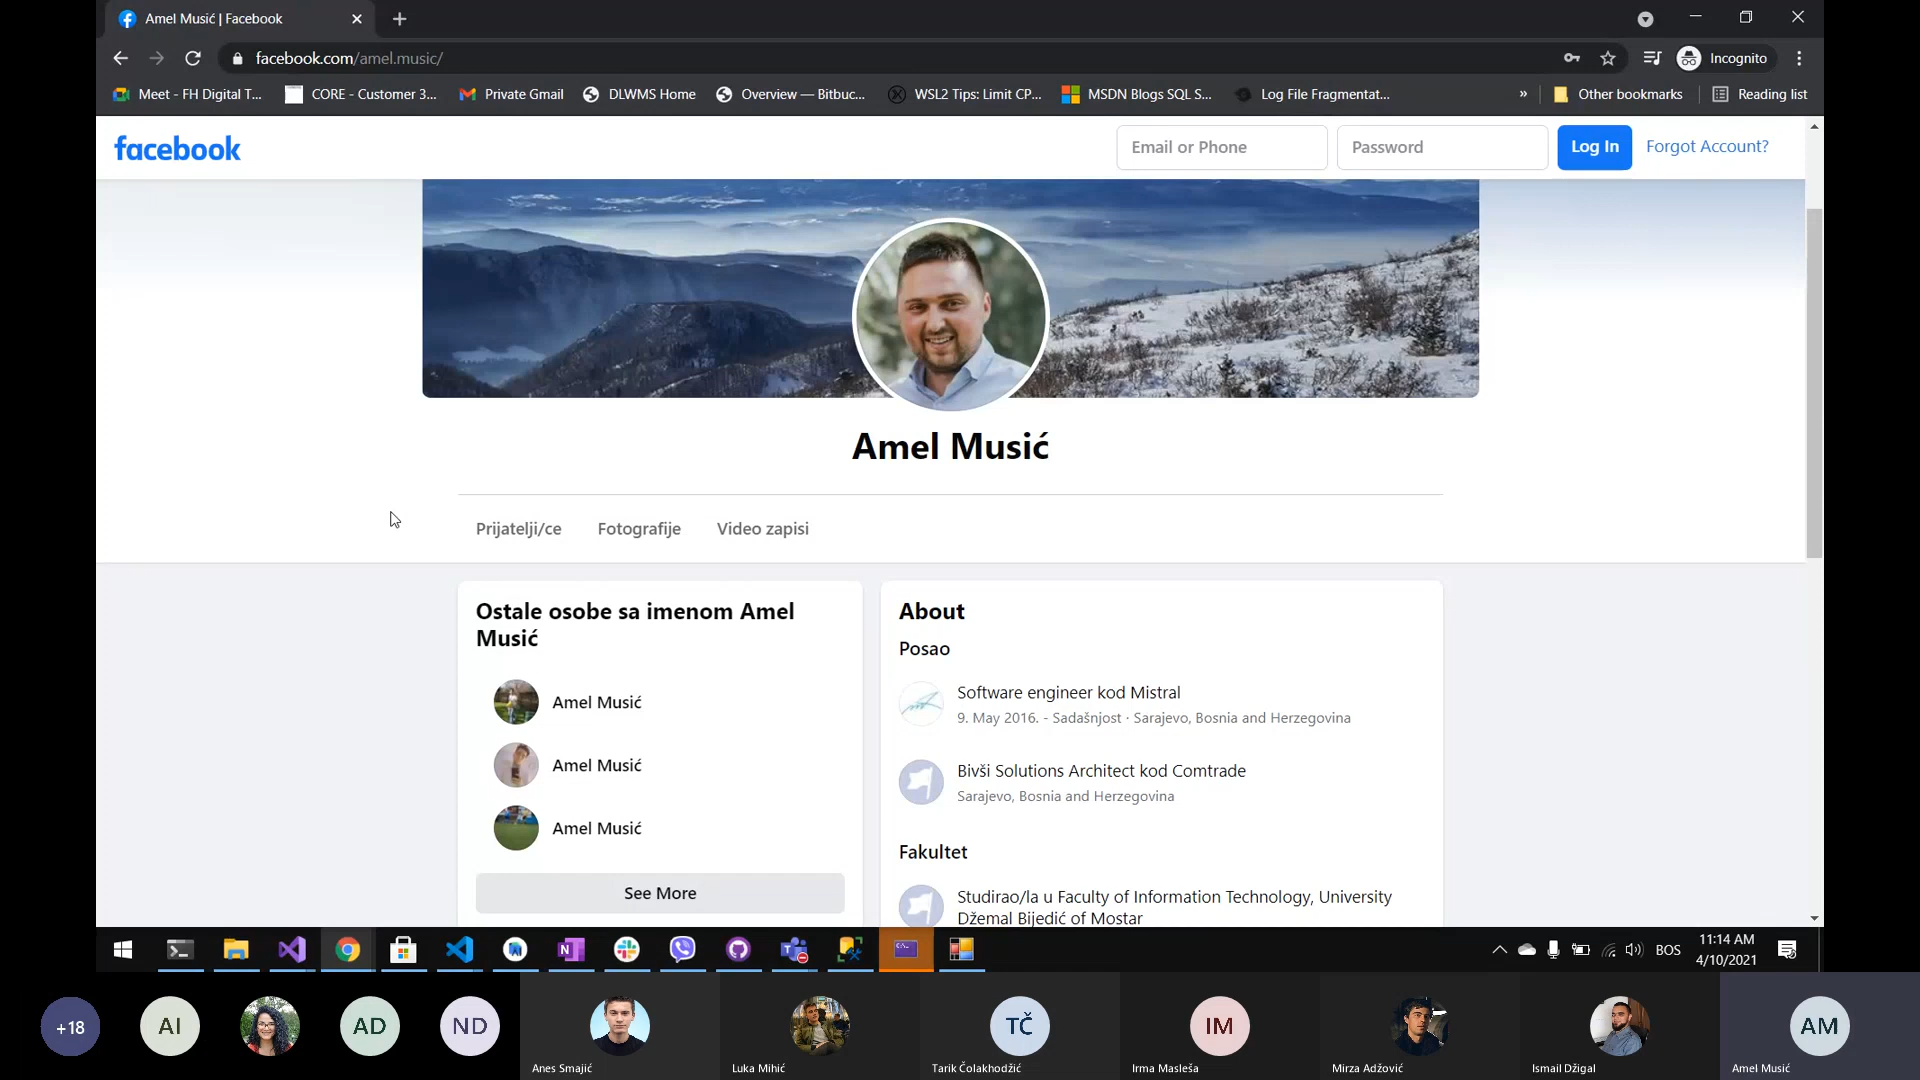 Amel Musić | Facebook
facebook.com/amel.music/
Incognito
Meet - FH Digital T...
CORE - Customer 3...
Private Gmail
DLWMS Home
Overview — Bitbuc...
WSL2 Tips: Limit CP...
MSDN Blogs SQL S...
Log File Fragmentat...
»
Other bookmarks
Reading list
facebook
Email or Phone
Password
Log In
Forgot Account?
Amel Musić
Prijatelji/ce
Fotografije
Video zapisi
Ostale osobe sa imenom Amel
Musić
Amel Musić
Amel Musić
Amel Musić
See More
About
Posao
Software engineer kod Mistral
9. May 2016. - Sadašnjost · Sarajevo, Bosnia and Herzegovina
Bivši Solutions Architect kod Comtrade
Sarajevo, Bosnia and Herzegovina
Fakultet
Studirao/la u Faculty of Information Technology, University
Džemal Bijedić of Mostar
BOS
11:14 AM
4/10/2021
+18
AI
AD
ND
Anes Smajić
Luka Mihić
TČ
Tarik Čolakhodžić
IM
Irma Masleša
Mirza Adžović
Ismail Džigal
AM
Amel Musić